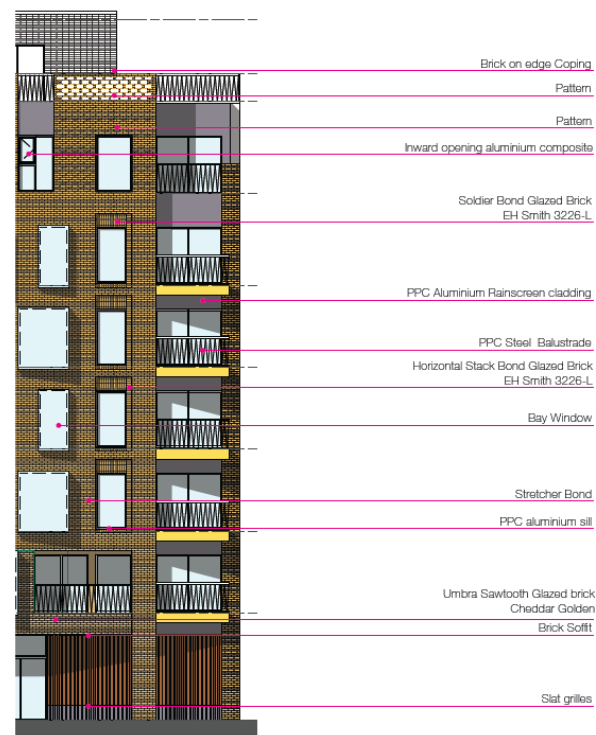 Brick on edge Coping
Pattern
Pattern
Inward opening aluminium composite
Soldier Bond Glazed Brick
EH Smith 3226-L
PPC Aluminium Rainscreen cladding
PPC Steel Balustrade
Horizontal Stack Bond Glazed Brick
EH Smith 3226-L
Bay Window
Stretcher Bond
PPC aluminium sill
Umbra Sawtooth Glazed brick
Cheddar Golden
Brick Soffit
Slat grilles